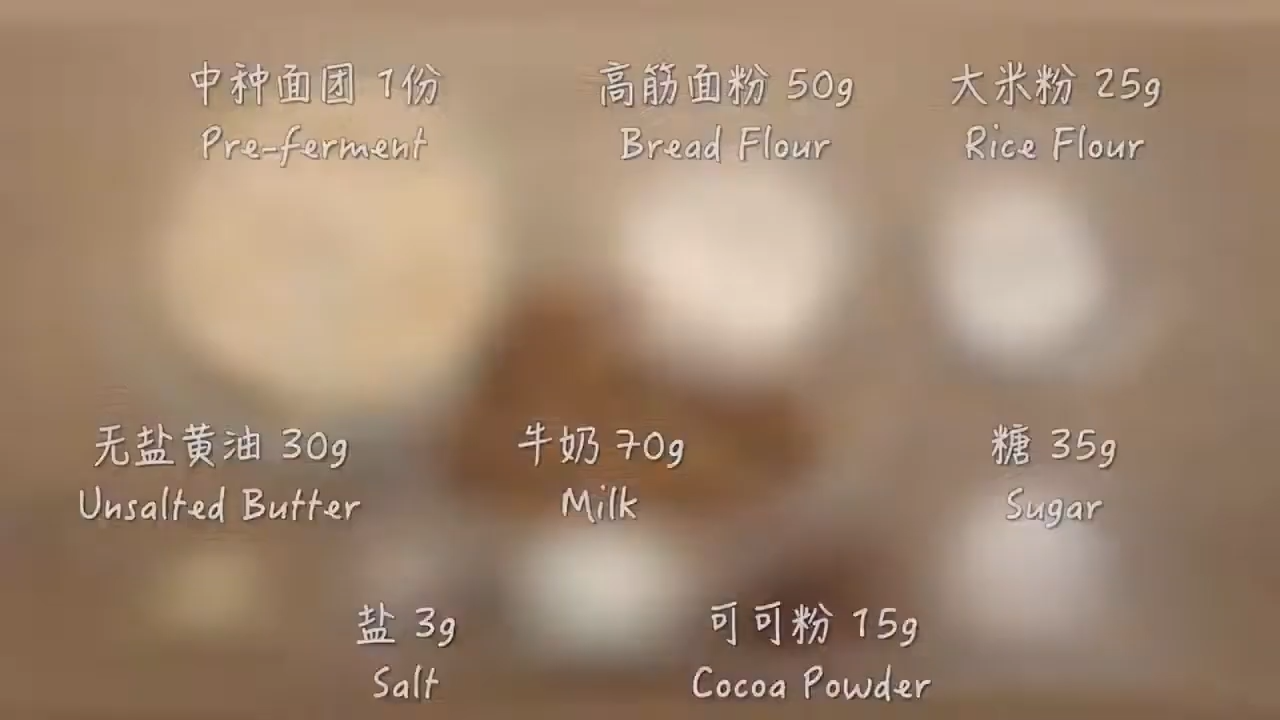 中种面团 1份
Pre-ferment
高筋面粉 50g
Bread Flour
大米粉 25g
Rice Flour
无盐黄油 30g
Unsalted Butter
牛奶 70g
Milk
糖 35g
Sugar
盐 3g
Salt
可可粉 15g
Cocoa Powder